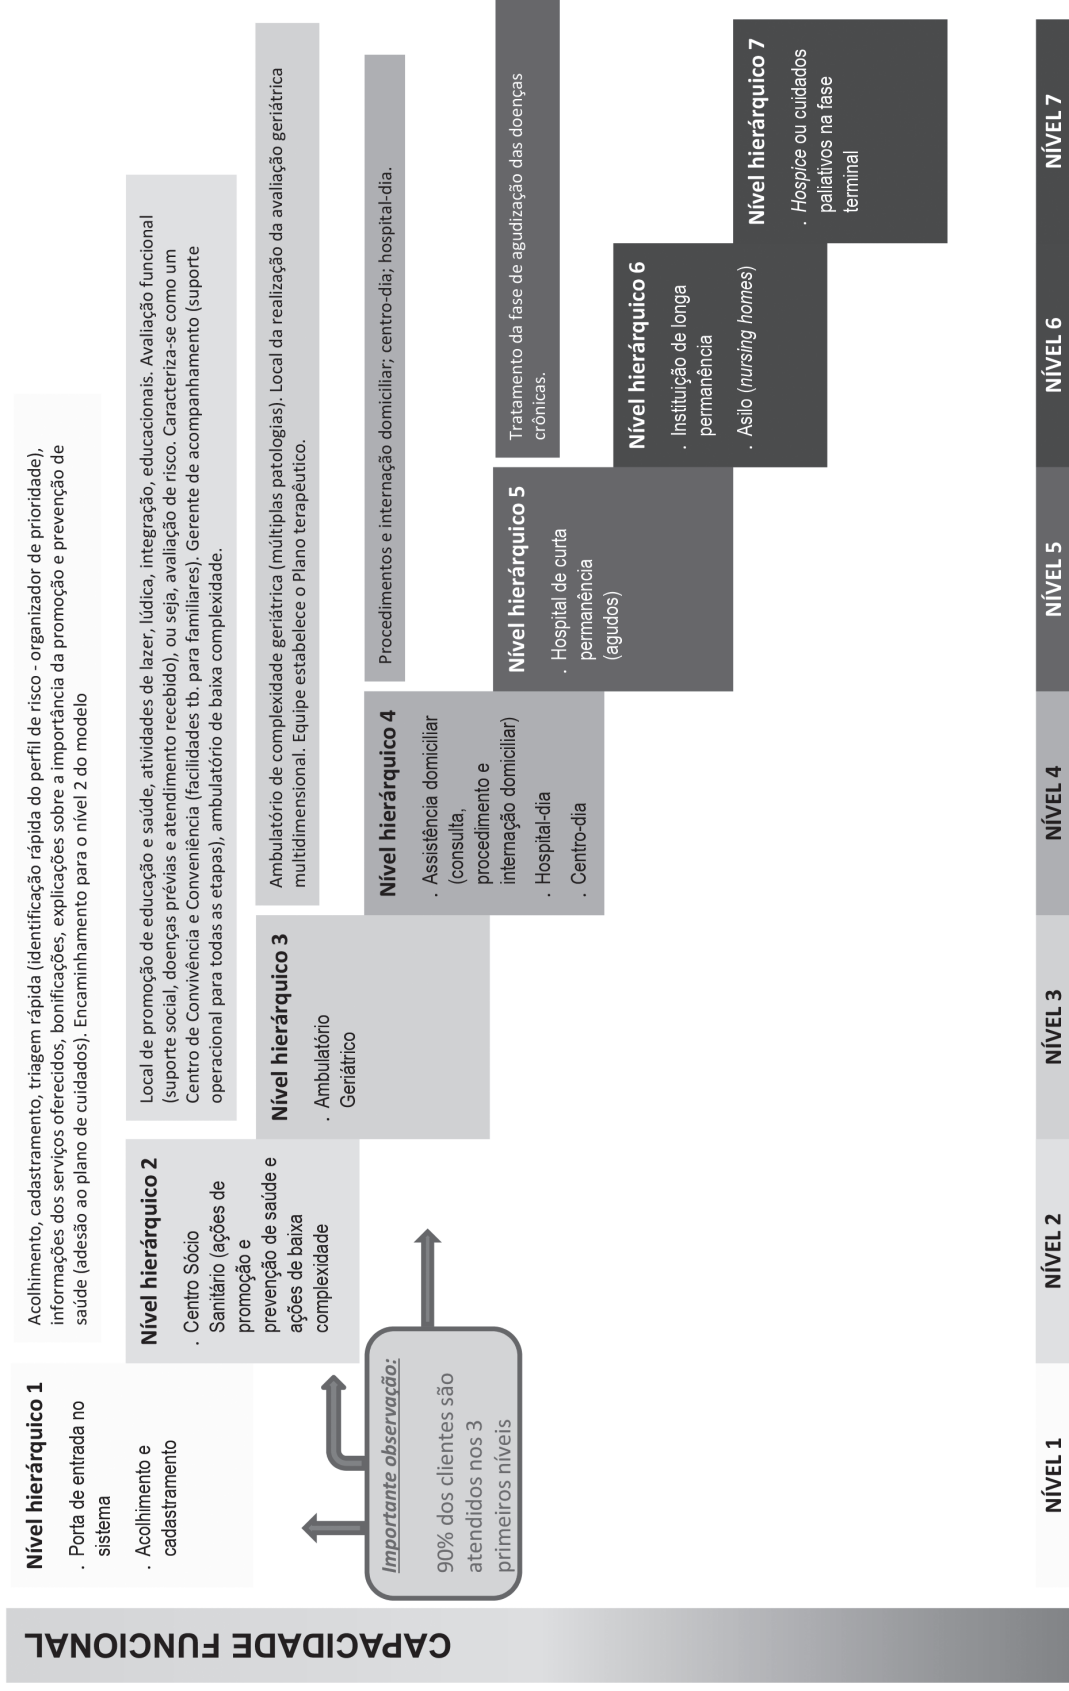 CAPACIDADE FUNCIONAL
Nível hierárquico 1
. Porta de entrada no
sistema
. Acolhimento e
cadastramento
Acolhimento, cadastramento, triagem rápida (identificação rápida do perfil de risco - organizador de prioridade),
informações dos serviços oferecidos, bonificações, explicações sobre a importância da promoção e prevenção de
saúde (adesão ao plano de cuidados). Encaminhamento para o nível 2 do modelo
Nível hierárquico 2
. Centro Sócio
Sanitário (ações de
promoção e
prevenção de saúde e
ações de baixa
complexidade
Local de promoção de educação e saúde, atividades de lazer, lúdica, integração, educacionais. Avaliação funcional
(suporte social, doenças prévias e atendimento recebido), ou seja, avaliação de risco. Caracteriza-se como um
Centro de Convivência e Conveniência (facilidades tb. para familiares). Gerente de acompanhamento (suporte
operacional para todas as etapas), ambulatório de baixa complexidade.
Nível hierárquico 3
. Ambulatório
Geriátrico
Ambulatório de complexidade geriátrica (múltiplas patologias). Local da realização da avaliação geriátrica
multidimensional. Equipe estabelece o Plano terapêutico.
Nível hierárquico 4
. Assistência domiciliar
(consulta,
procedimento e
internação domiciliar)
. Hospital-dia
. Centro-dia
Procedimentos e internação domiciliar; centro-dia; hospital-dia.
Nível hierárquico 5
. Hospital de curta
permanência
(agudos)
Tratamento da fase de agudização das doenças
crônicas.
Nível hierárquico 6
. Instituição de longa
permanência
. Asilo (nursing homes)
Nível hierárquico 7
. Hospice ou cuidados
paliativos na fase
terminal
Importante observação:
90% dos clientes são
atendidos nos 3
primeiros níveis
NÍVEL 1
NÍVEL 2
NÍVEL 3
NÍVEL 4
NÍVEL 5
NÍVEL 6
NÍVEL 7